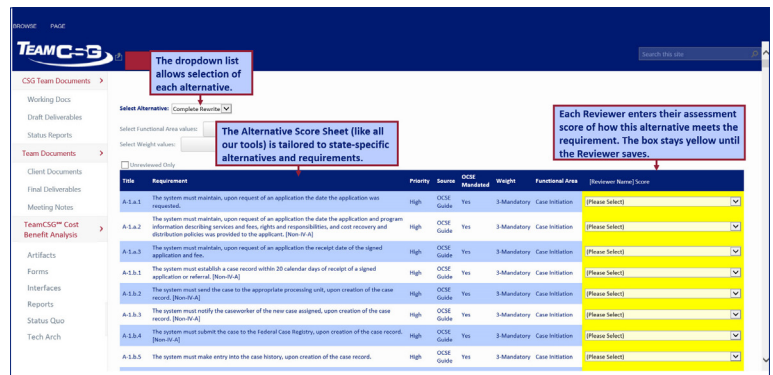 BROWSE PAGE
TEAMCSG
Search this site
The dropdown list
allows selection of
each alternative.
CSG Team Documents >
Working Docs
Draft Deliverables
Status Reports
Team Documents >
Client Documents
Final Deliverables
Meeting Notes
TeamCSG℠ Cost >
Benefit Analysis
Artifacts
Forms
Interfaces
Reports
Status Quo
Tech Arch
Select Alternative: Complete Rewrite
Select Functional Area values:
Select Weight values:
The Alternative Score Sheet (like all
our tools) is tailored to state-specific
alternatives and requirements.
Each Reviewer enters their assessment
score of how this alternative meets the
requirement. The box stays yellow until
the Reviewer saves.
Unreviewed Only
Title Requirement Priority Source OCSE Mandated Weight Functional Area [Reviewer Name] Score
A-1.a.1 The system must maintain, upon request of an application the date the application was
requested. High OCSE Guide Yes 3-Mandatory Case Initiation (Please Select)
A-1.a.2 The system must maintain, upon request of an application the date the application and program
information describing services and fees, rights and responsibilities, and cost recovery and
distribution policies was provided to the applicant. [Non-IV-A] High OCSE Guide Yes 3-Mandatory Case Initiation (Please Select)
A-1.a.3 The system must maintain, upon request of an application the receipt date of the signed
application and fee. High OCSE Guide Yes 3-Mandatory Case Initiation (Please Select)
A-1.b.1 The system must establish a case record within 20 calendar days of receipt of a signed
application or referral. [Non-IV-A] High OCSE Guide Yes 3-Mandatory Case Initiation (Please Select)
A-1.b.2 The system must send the case to the appropriate processing unit, upon creation of the case
record. [Non-IV-A] High OCSE Guide Yes 3-Mandatory Case Initiation (Please Select)
A-1.b.3 The system must notify the caseworker of the new case assigned, upon creation of the case
record. [Non-IV-A] High OCSE Guide Yes 3-Mandatory Case Initiation (Please Select)
A-1.b.4 The system must submit the case to the Federal Case Registry, upon creation of the case record.
[Non-IV-A] High OCSE Guide Yes 3-Mandatory Case Initiation (Please Select)
A-1.b.5 The system must make entry into the case history, upon creation of the case record. High OCSE Guide Yes 3-Mandatory Case Initiation (Please Select)